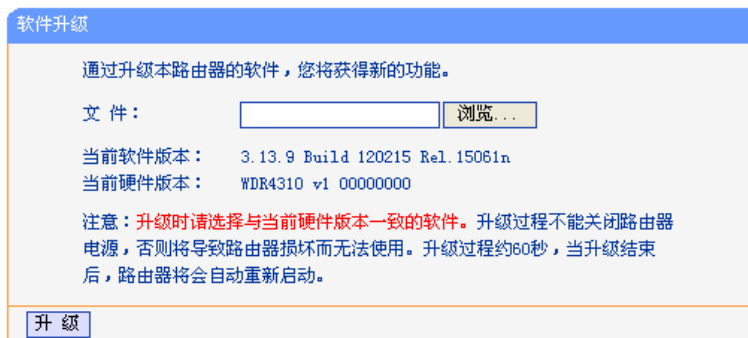 软件升级
通过升级本路由器的软件，您将获得新的功能。
文 件： 浏览...
当前软件版本： 3.13.9 Build 120215 Rel.15061n
当前硬件版本： WDR4310 v1 00000000
注意：升级时请选择与当前硬件版本一致的软件。升级过程不能关闭路由器
电源，否则将导致路由器损坏而无法使用。升级过程约60秒，当升级结束
后，路由器将会自动重新启动。
升 级